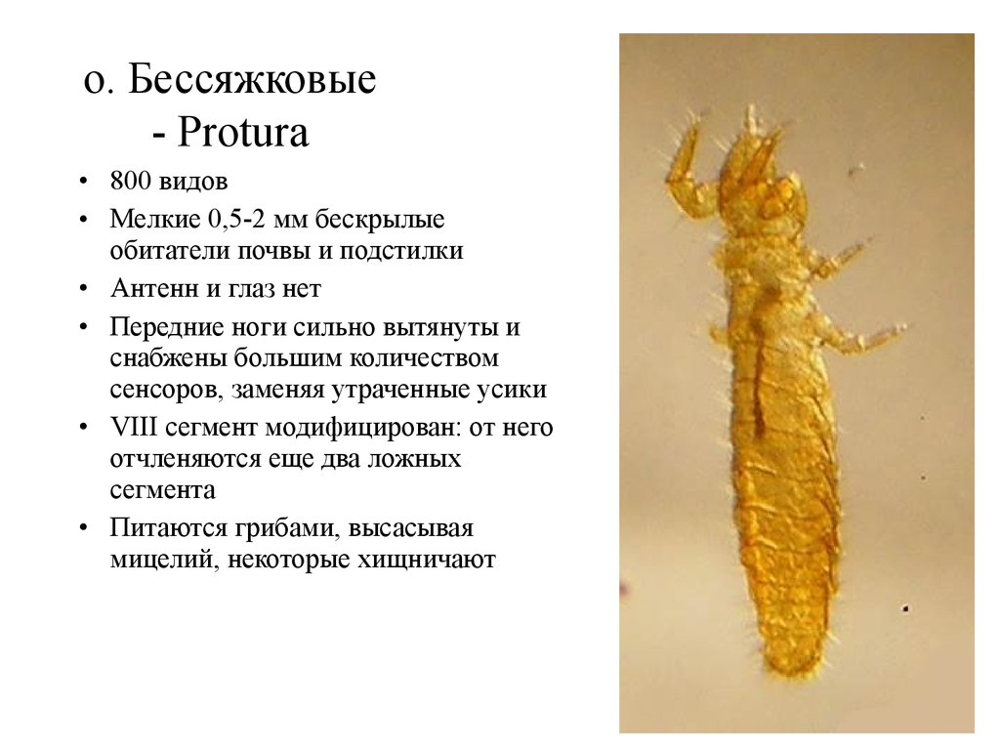 о. Бессяжковые
- Protura
• 800 видов
• Мелкие 0,5-2 мм бескрылые
обитатели почвы и подстилки
• Антенн и глаз нет
• Передние ноги сильно вытянуты и
снабжены большим количеством
сенсоров, заменяя утраченные усики
• VIII сегмент модифицирован: от него
отчленяются еще два ложных
сегмента
• Питаются грибами, высасывая
мицелий, некоторые хищничают